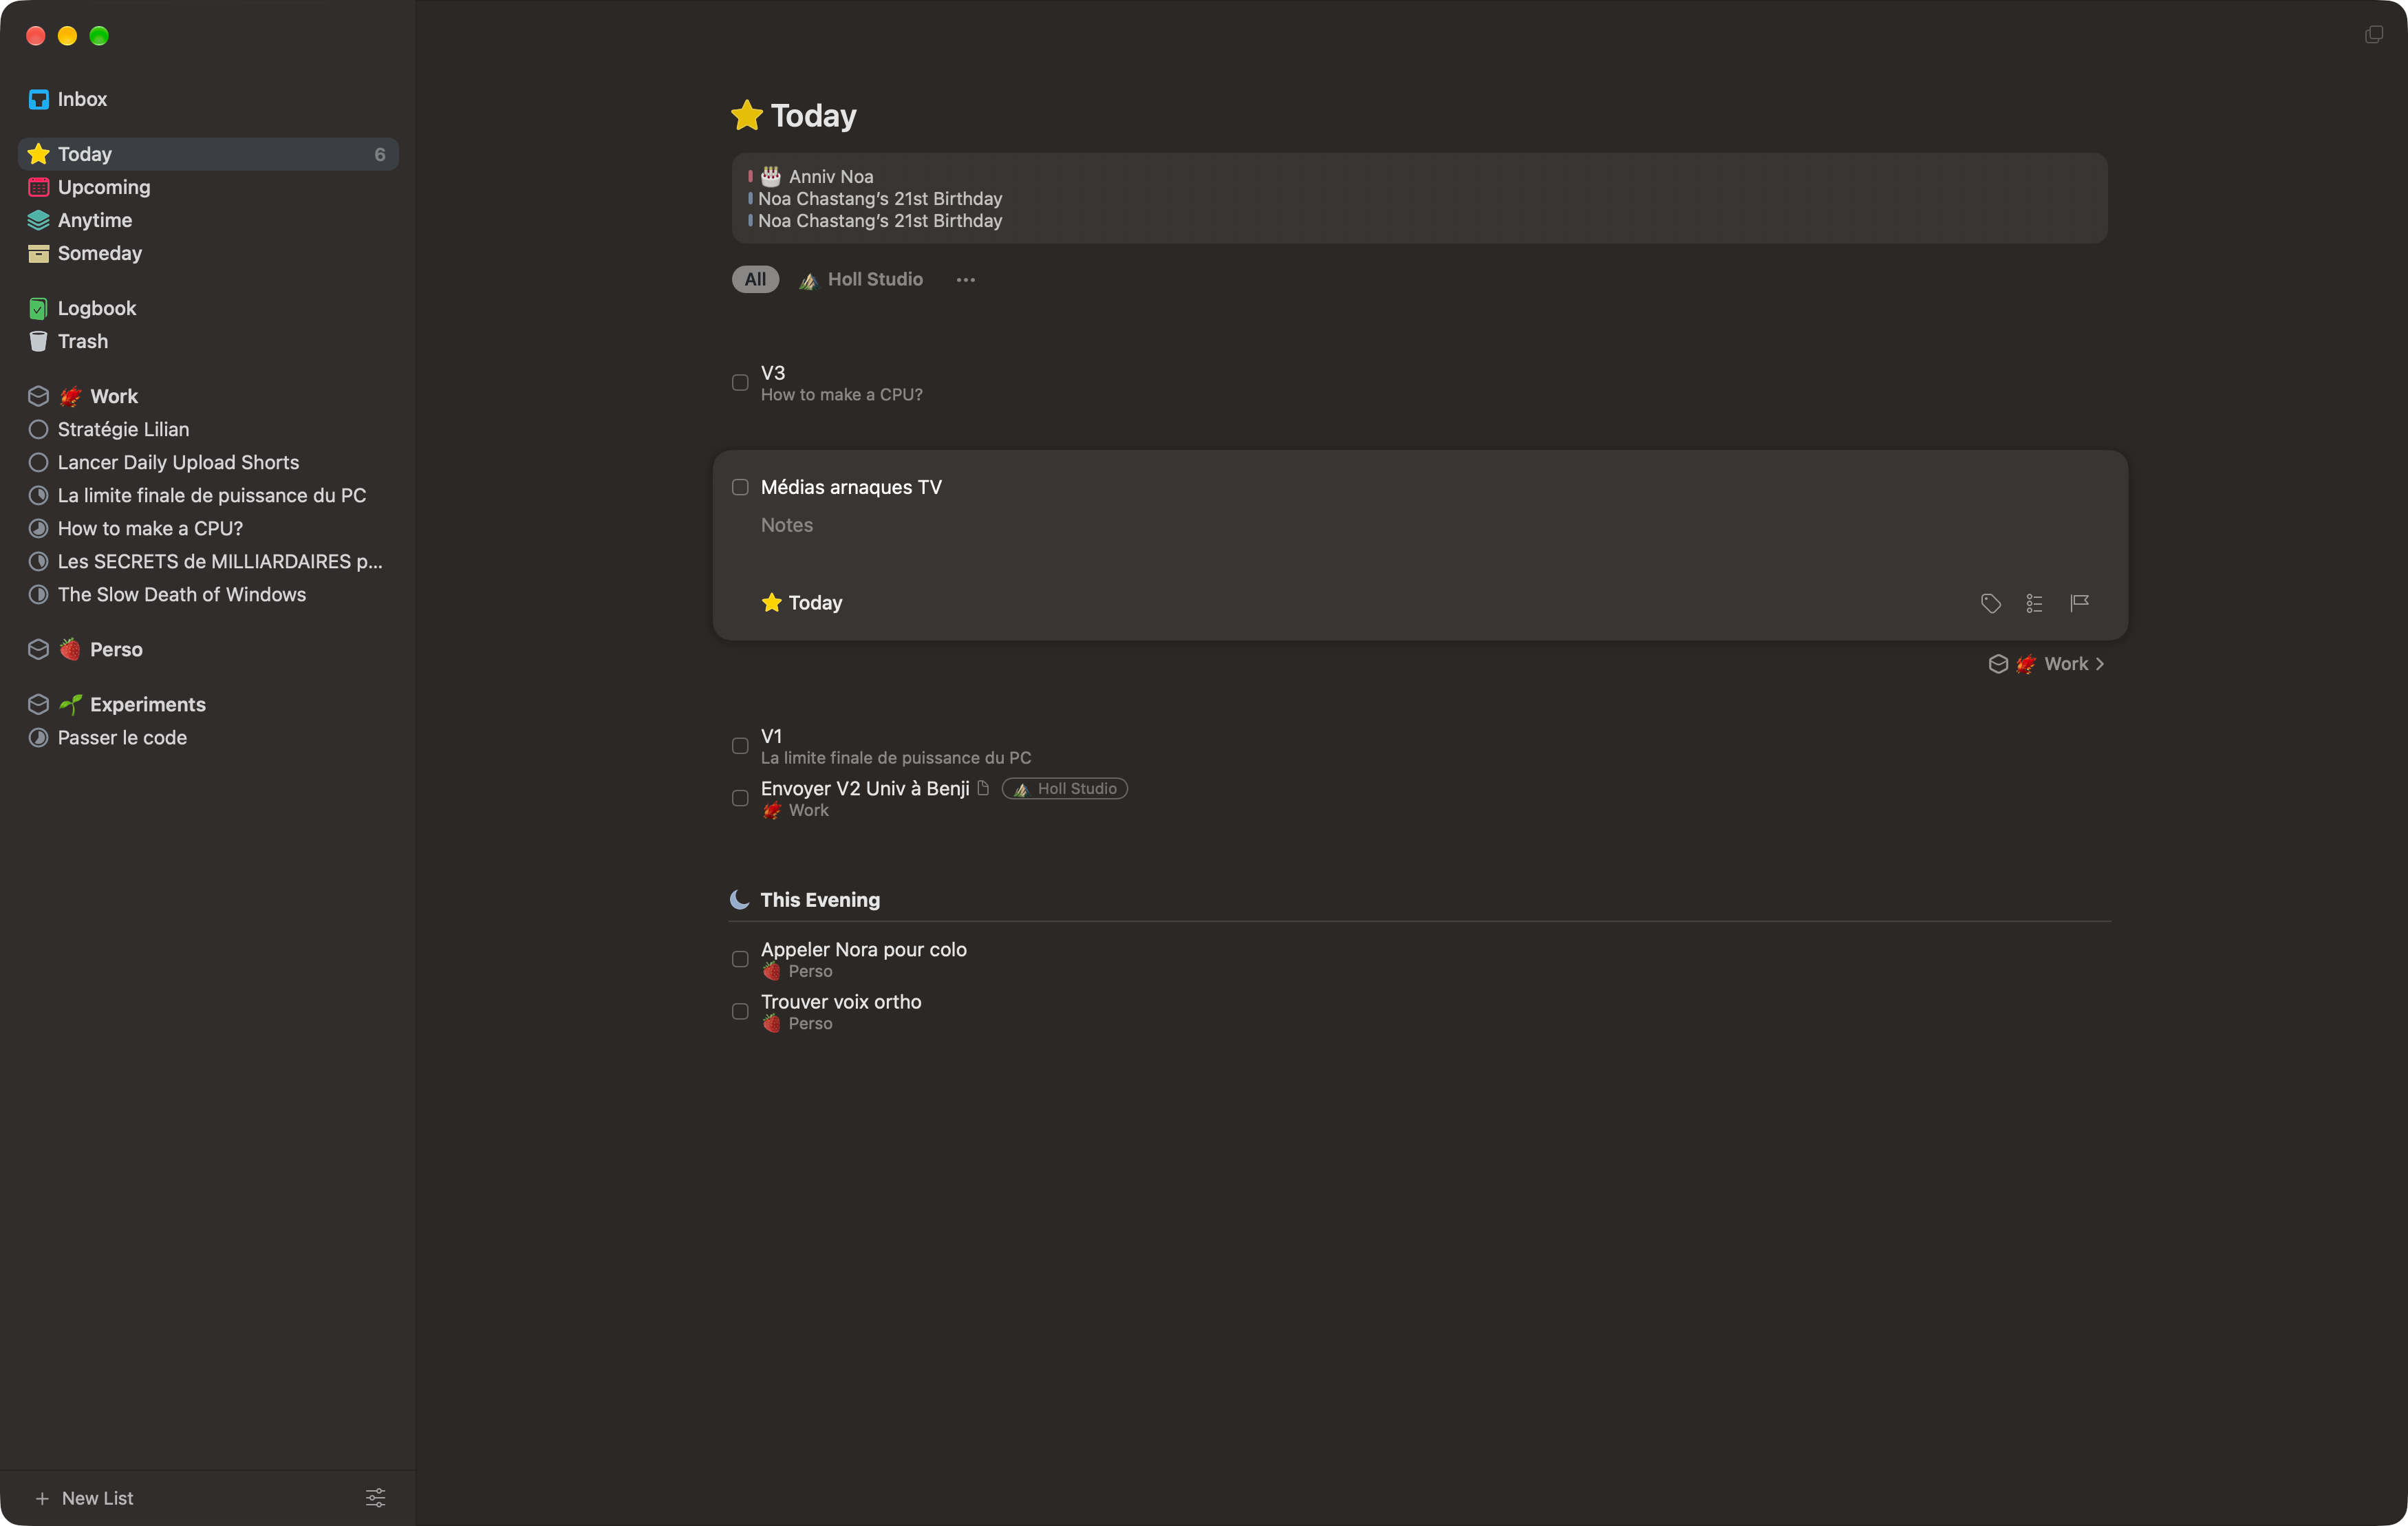 Inbox
Today 6
Upcoming
Anytime
Someday
Logbook
Trash
Work
Stratégie Lilian
Lancer Daily Upload Shorts
La limite finale de puissance du PC
How to make a CPU?
Les SECRETS de MILLIARDAIRES p...
The Slow Death of Windows
Perso
Experiments
Passer le code
New List
Today
Anniv Noa
Noa Chastang’s 21st Birthday
Noa Chastang’s 21st Birthday
All Holl Studio
V3
How to make a CPU?
Médias arnaques TV
Notes
Today
Work
V1
La limite finale de puissance du PC
Envoyer V2 Univ à Benji Holl Studio
Work
This Evening
Appeler Nora pour colo
Perso
Trouver voix ortho
Perso